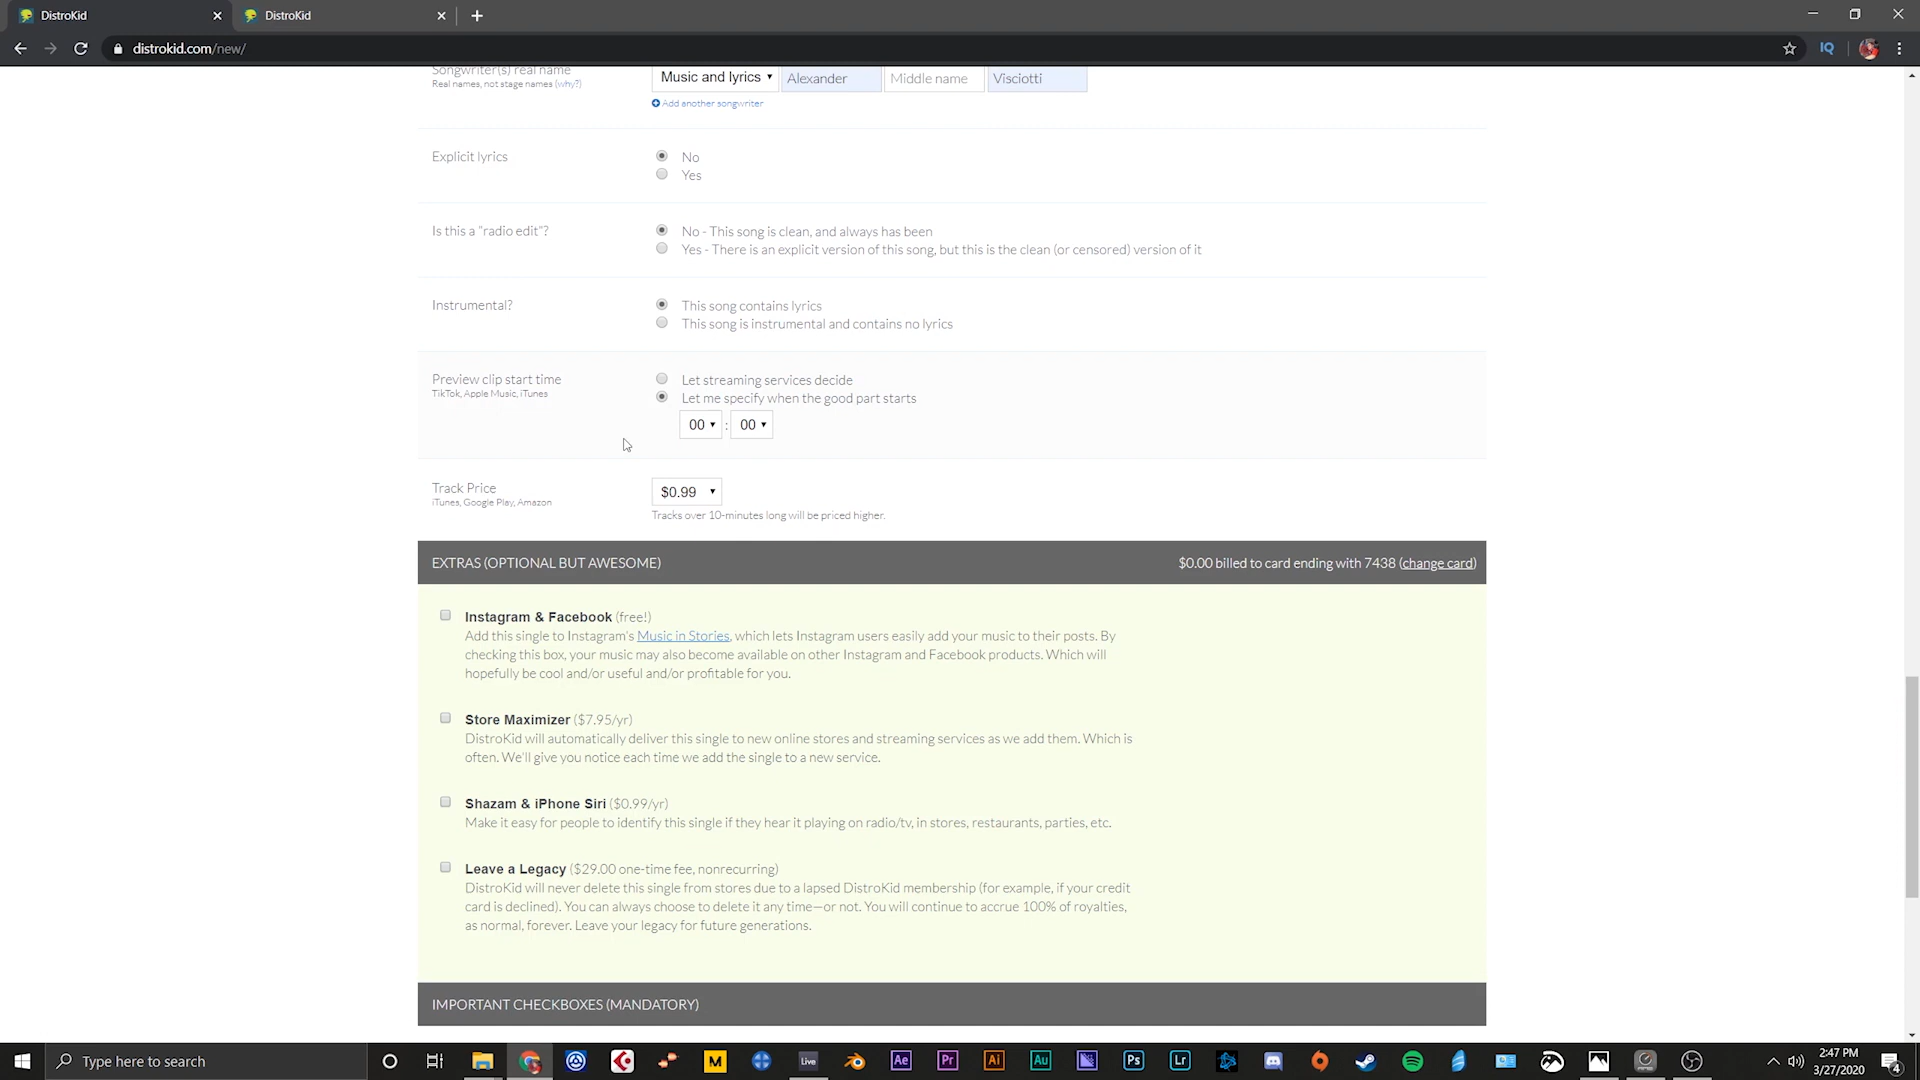 DistroKid
DistroKid
distrokid.com/new/
IQ
Songwriter(s) real name
Real names, not stage names (why?)
Music and lyrics
Alexander
Middle name
Visciotti
Add another songwriter
Explicit lyrics
No
Yes
Is this a "radio edit"?
No - This song is clean, and always has been
Yes - There is an explicit version of this song, but this is the clean (or censored) version of it
Instrumental?
This song contains lyrics
This song is instrumental and contains no lyrics
Preview clip start time
TikTok, Apple Music, iTunes
Let streaming services decide
Let me specify when the good part starts
00 : 00
Track Price
iTunes, Google Play, Amazon
$0.99
Tracks over 10-minutes long will be priced higher.
EXTRAS (OPTIONAL BUT AWESOME)
$0.00 billed to card ending with 7438 (change card)
Instagram & Facebook (free!)
Add this single to Instagram's Music in Stories, which lets Instagram users easily add your music to their posts. By
checking this box, your music may also become available on other Instagram and Facebook products. Which will
hopefully be cool and/or useful and/or profitable for you.
Store Maximizer ($7.95/yr)
DistroKid will automatically deliver this single to new online stores and streaming services as we add them. Which is
often. We'll give you notice each time we add the single to a new service.
Shazam & iPhone Siri ($0.99/yr)
Make it easy for people to identify this single if they hear it playing on radio/tv, in stores, restaurants, parties, etc.
Leave a Legacy ($29.00 one-time fee, nonrecurring)
DistroKid will never delete this single from stores due to a lapsed DistroKid membership (for example, if your credit
card is declined). You can always choose to delete it any time—or not. You will continue to accrue 100% of royalties,
as normal, forever. Leave your legacy for future generations.
IMPORTANT CHECKBOXES (MANDATORY)
Type here to search
M
Live
Ae
Pr
Ai
Au
Ps
Lr
2:47 PM
3/27/2020
4